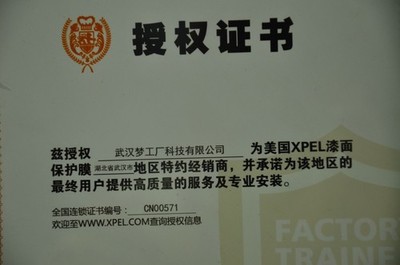 授权证书
兹授权 武汉梦工厂科技有限公司 为美国XPEL漆面
保护膜 湖北省武汉市 地区特约经销商，并承诺为该地区的
最终用户提供高质量的服务及专业安装。
全国连锁证书编号： CN00571
欢迎至WWW.XPEL.COM查询授权信息
FACTOR
TRAINE